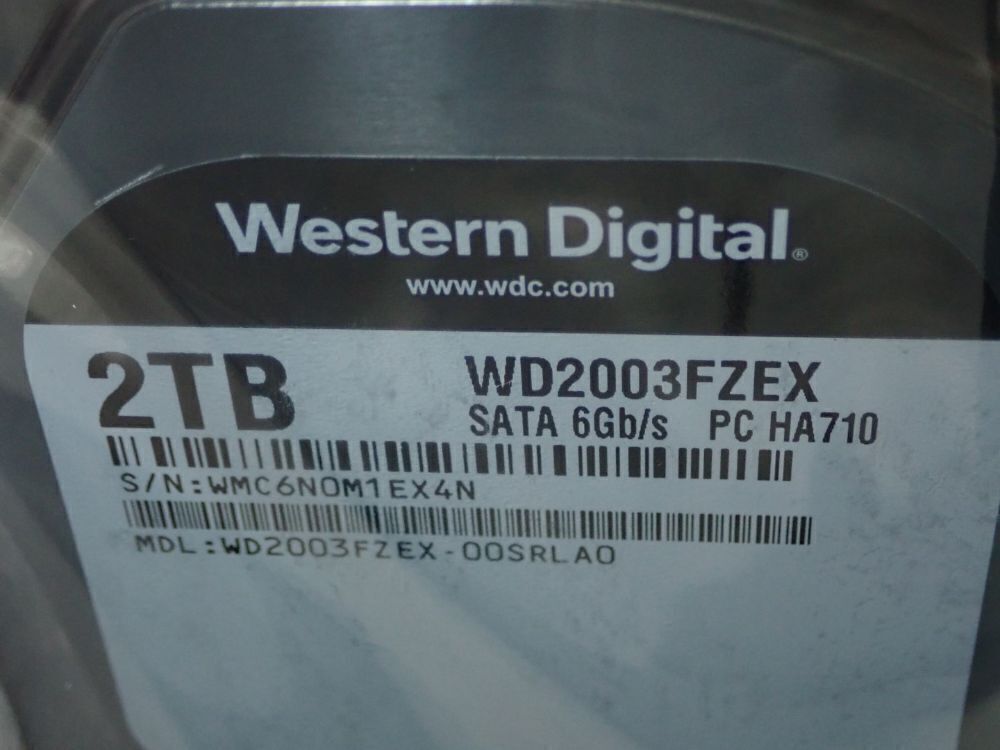 Western Digital®
www.wdc.com
2TB WD2003FZEX
SATA 6Gb/s PC HA710
S/N:WMC6N0M1EX4N
MDL:WD2003FZEX-00SRLA0